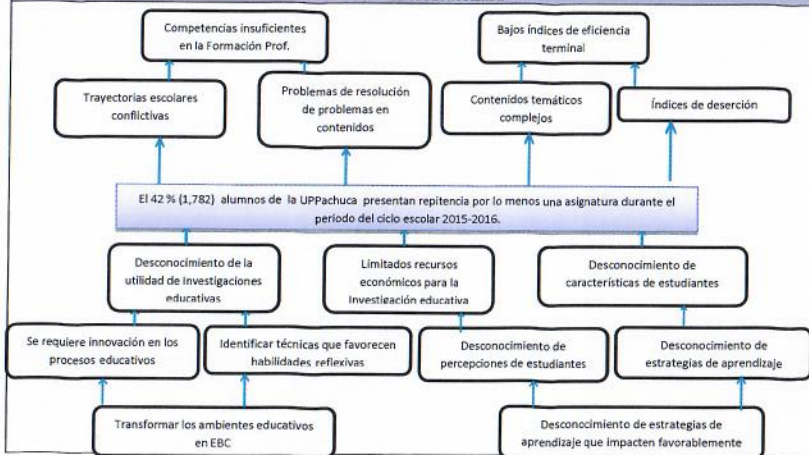 Competencias insuficientes
en la Formación Prof.
Bajos índices de eficiencia
terminal
Trayectorias escolares
conflictivas
Problemas de resolución
de problemas en
contenidos
Contenidos temáticos
complejos
Índices de deserción
El 42 % (1,782) alumnos de la UPPachuca presentan repitencia por lo menos una asignatura durante el
periodo del ciclo escolar 2015-2016.
Desconocimiento de la
utilidad de Investigaciones
educativas
Limitados recursos
económicos para la
Investigación educativa
Desconocimiento de
características de estudiantes
Se requiere innovación en los
procesos educativos
Identificar técnicas que favorecen
habilidades reflexivas
Desconocimiento de
percepciones de estudiantes
Desconocimiento de
estrategias de aprendizaje
Transformar los ambientes educativos
en EBC
Desconocimiento de estrategias de
aprendizaje que impacten favorablemente